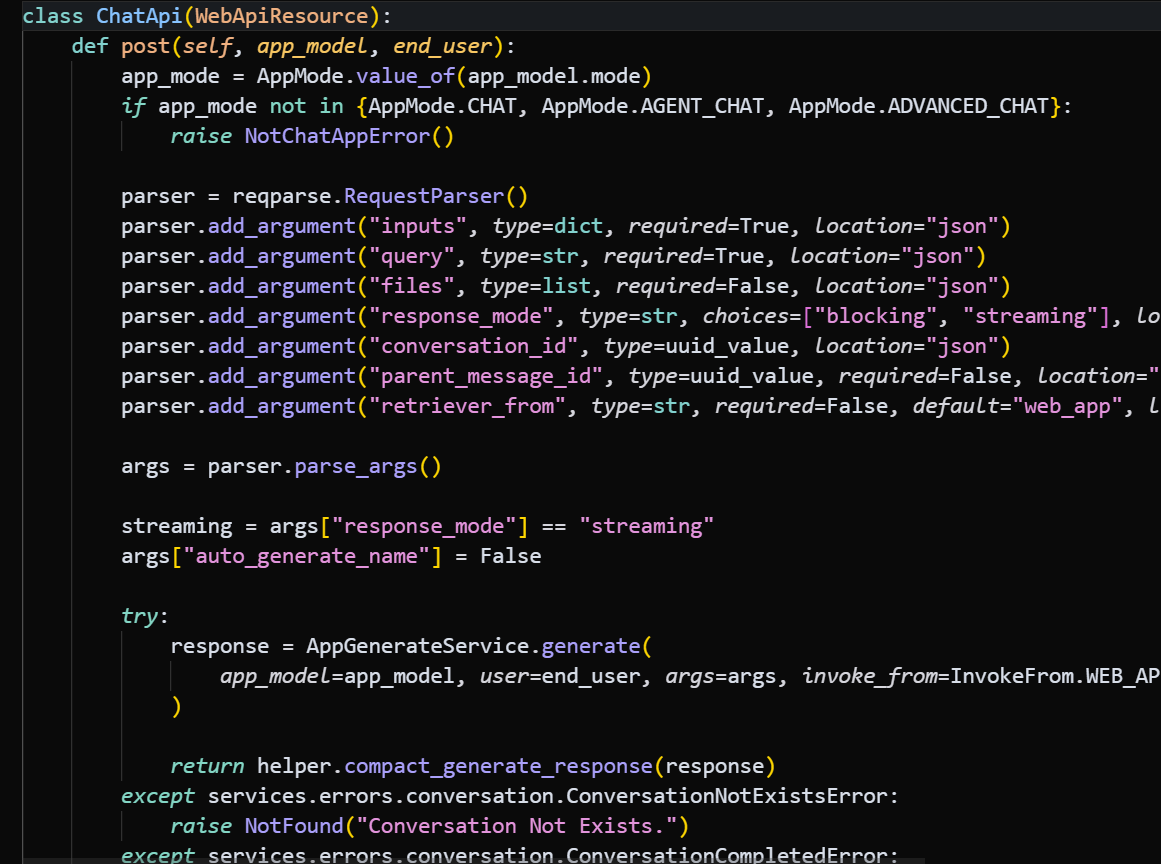 class ChatApi(WebApiResource):
    def post(self, app_model, end_user):
        app_mode = AppMode.value_of(app_model.mode)
        if app_mode not in {AppMode.CHAT, AppMode.AGENT_CHAT, AppMode.ADVANCED_CHAT}:
            raise NotChatAppError()

        parser = reqparse.RequestParser()
        parser.add_argument("inputs", type=dict, required=True, location="json")
        parser.add_argument("query", type=str, required=True, location="json")
        parser.add_argument("files", type=list, required=False, location="json")
        parser.add_argument("response_mode", type=str, choices=["blocking", "streaming"], lo
        parser.add_argument("conversation_id", type=uuid_value, location="json")
        parser.add_argument("parent_message_id", type=uuid_value, required=False, location="
        parser.add_argument("retriever_from", type=str, required=False, default="web_app", l

        args = parser.parse_args()

        streaming = args["response_mode"] == "streaming"
        args["auto_generate_name"] = False

        try:
            response = AppGenerateService.generate(
                app_model=app_model, user=end_user, args=args, invoke_from=InvokeFrom.WEB_AP
            )

            return helper.compact_generate_response(response)
        except services.errors.conversation.ConversationNotExistsError:
            raise NotFound("Conversation Not Exists.")
        except services.errors.conversation.ConversationCompletedError: